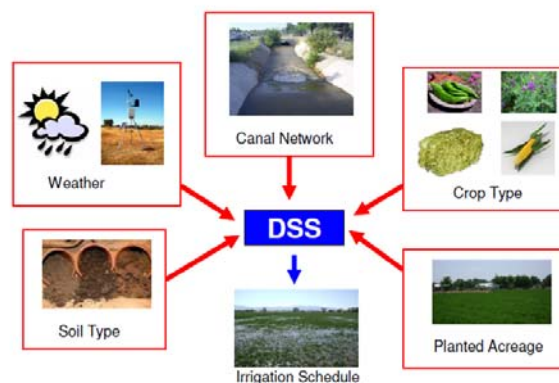 Canal Network
Weather
Crop Type
DSS
Soil Type
Planted Acreage
Irrigation Schedule